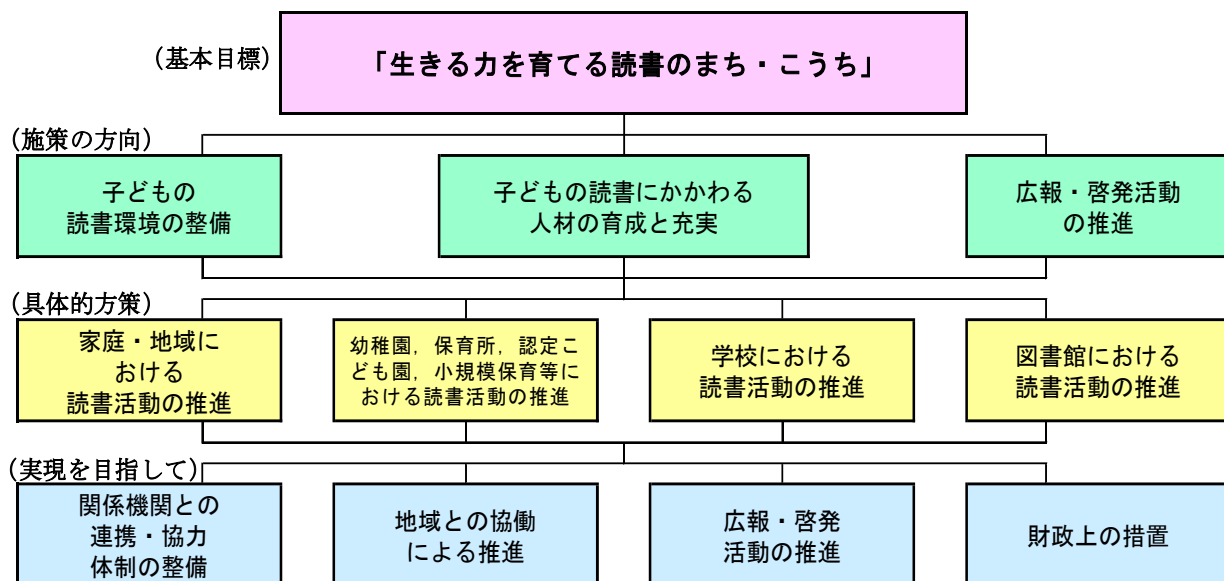 (基本目標)
「生きる力を育てる読書のまち・こうち」
(施策の方向)
子どもの
読書環境の整備
子どもの読書にかかわる
人材の育成と充実
広報・啓発活動
の推進
(具体的方策)
家庭・地域に
おける
読書活動の推進
幼稚園，保育所，認定こ
ども園，小規模保育等に
おける読書活動の推進
学校における
読書活動の推進
図書館における
読書活動の推進
(実現を目指して)
関係機関との
連携・協力
体制の整備
地域との協働
による推進
広報・啓発
活動の推進
財政上の措置